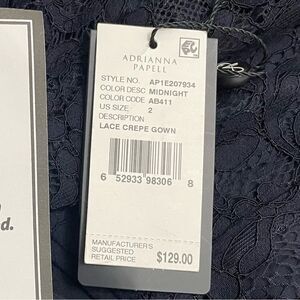 ADRIANNA
PAPELL
STYLE NO. AP1E207934
COLOR DESC MIDNIGHT
COLOR CODE AB411
US SIZE 2
DESCRIPTION
LACE CREPE GOWN
6 52933 98306 8
MANUFACTURER'S
SUGGESTED
RETAIL PRICE $129.00
d.